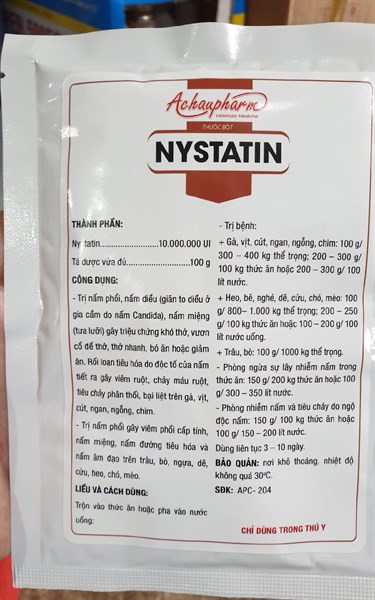 Achaupharm
Veterinary Medicine
THUỐC BỘT
NYSTATIN
THÀNH PHẦN:
Nystatin...........................10.000.000 UI
Tá dược vừa đủ......................100 g
CÔNG DỤNG:
- Trị nấm phổi, nấm diều (giãn to diều ở
gia cầm do nấm Candida), nấm miệng
(tưa lưỡi) gây triệu chứng khó thở, vươn
cổ để thở, thở nhanh, bỏ ăn hoặc giảm
ăn. Rối loạn tiêu hóa do độc tố của nấm
tiết ra gây viêm ruột, chảy máu ruột,
tiêu chảy phân thối, bại liệt trên gà, vịt,
cút, ngan, ngỗng, chim.
- Trị nấm phổi gây viêm phổi cấp tính,
nấm miệng, nấm đường tiêu hóa và
nấm âm đạo trên trâu, bò, ngựa, dê,
cừu, heo, chó, mèo.
LIỀU VÀ CÁCH DÙNG:
Trộn vào thức ăn hoặc pha vào nước
uống:
- Trị bệnh:
+ Gà, vịt, cút, ngan, ngỗng, chim: 100 g/
300 – 400 kg thể trọng; 200 – 300 g/
100 kg thức ăn hoặc 200 – 300 g/ 100
lít nước.
+ Heo, bê, nghé, dê, cừu, chó, mèo: 100
g/ 800– 1.000 kg thể trọng; 200 – 250
g/ 100 kg thức ăn hoặc 100 – 200 g/ 100
lít nước uống.
+ Trâu, bò: 100 g/ 1000 kg thể trọng.
- Phòng ngừa sự lây nhiễm nấm trong
thức ăn: 150 g/ 200 kg thức ăn hoặc 100
g/ 300 – 350 lít nước.
- Phòng nhiễm nấm và tiêu chảy do ngộ
độc nấm: 150 g/ 100 kg thức ăn hoặc
100 g/ 150 – 200 lít nước.
Dùng liên tục 3 – 10 ngày.
BẢO QUẢN: nơi khô thoáng, nhiệt độ
không quá 30ºC.
SĐK: APC- 204
CHỈ DÙNG TRONG THÚ Y